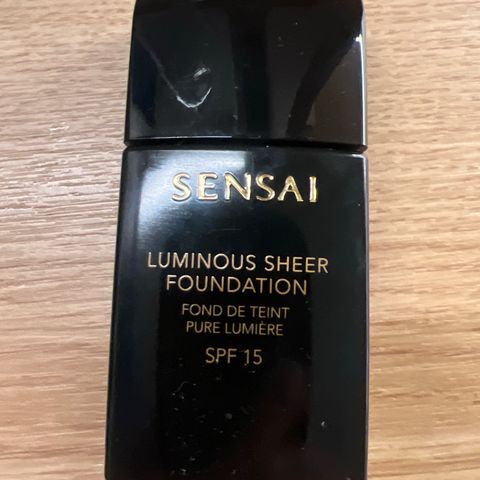 SENSAI
LUMINOUS SHEER
FOUNDATION
FOND DE TEINT
PURE LUMIÈRE
SPF 15